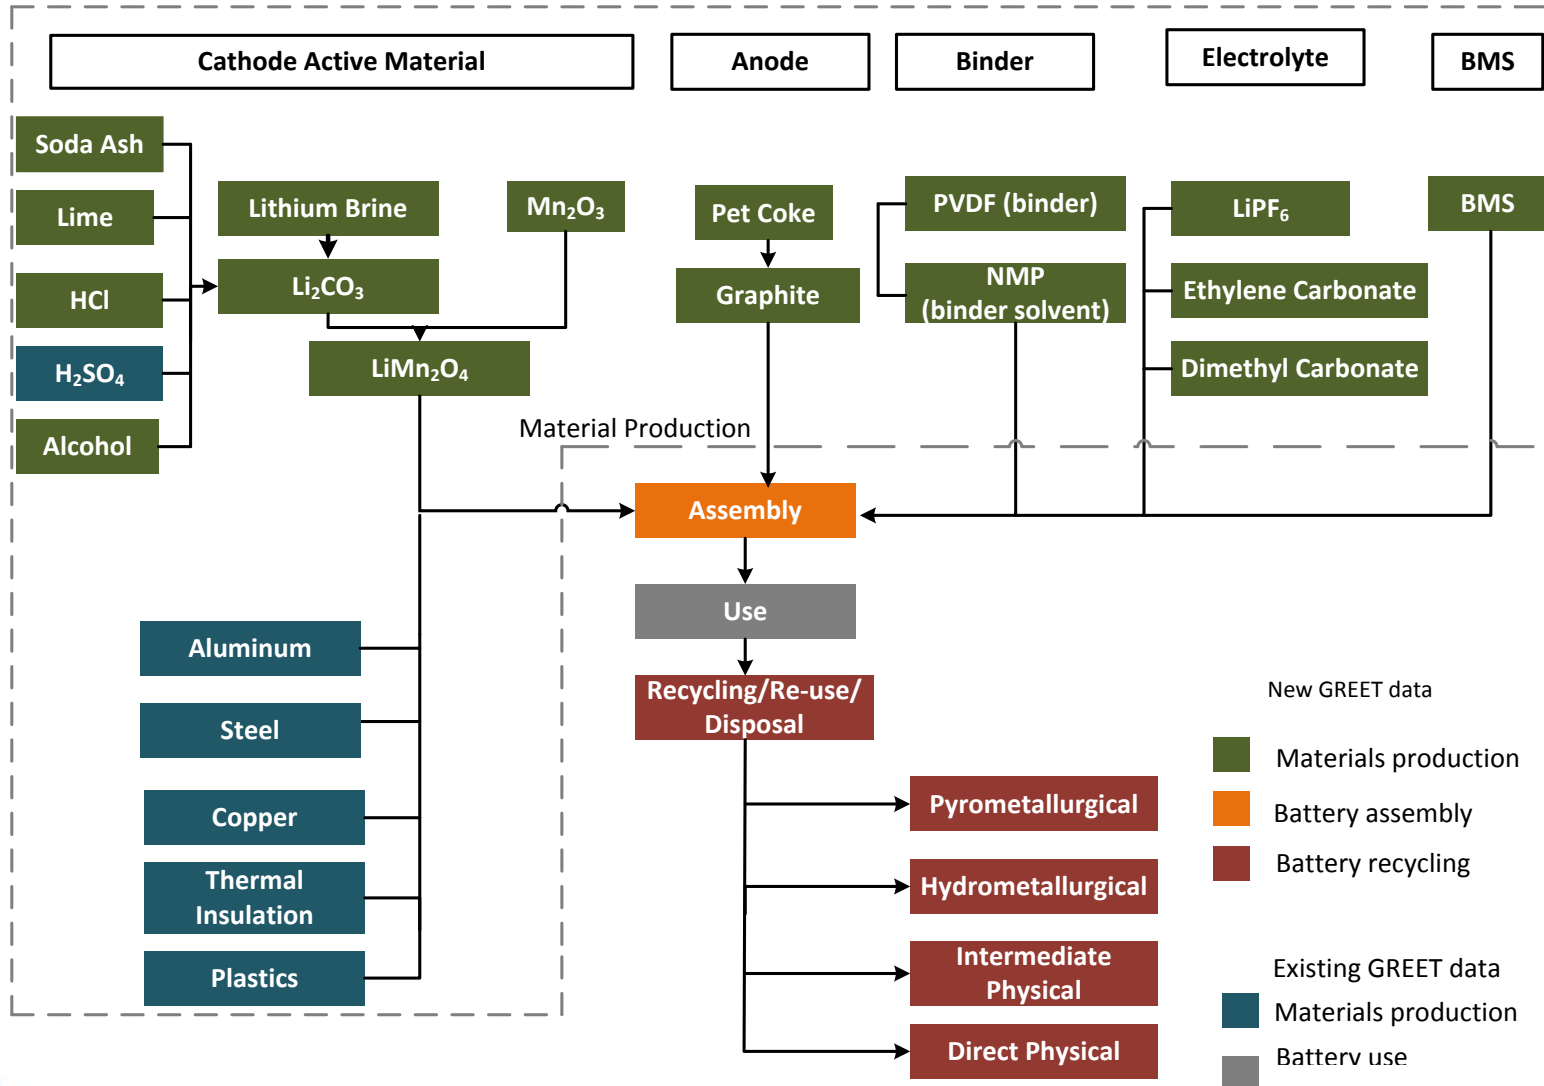 Cathode Active Material
Anode
Binder
Electrolyte
BMS
Soda Ash
Lime
HCl
H₂SO₄
Alcohol
Lithium Brine
Li₂CO₃
Mn₂O₃
LiMn₂O₄
Pet Coke
Graphite
PVDF (binder)
NMP
(binder solvent)
LiPF₆
Ethylene Carbonate
Dimethyl Carbonate
BMS
Material Production
Assembly
Use
Recycling/Re-use/
Disposal
Aluminum
Steel
Copper
Thermal
Insulation
Plastics
Pyrometallurgical
Hydrometallurgical
Intermediate
Physical
Direct Physical
New GREET data
Materials production
Battery assembly
Battery recycling
Existing GREET data
Materials production
Battery use